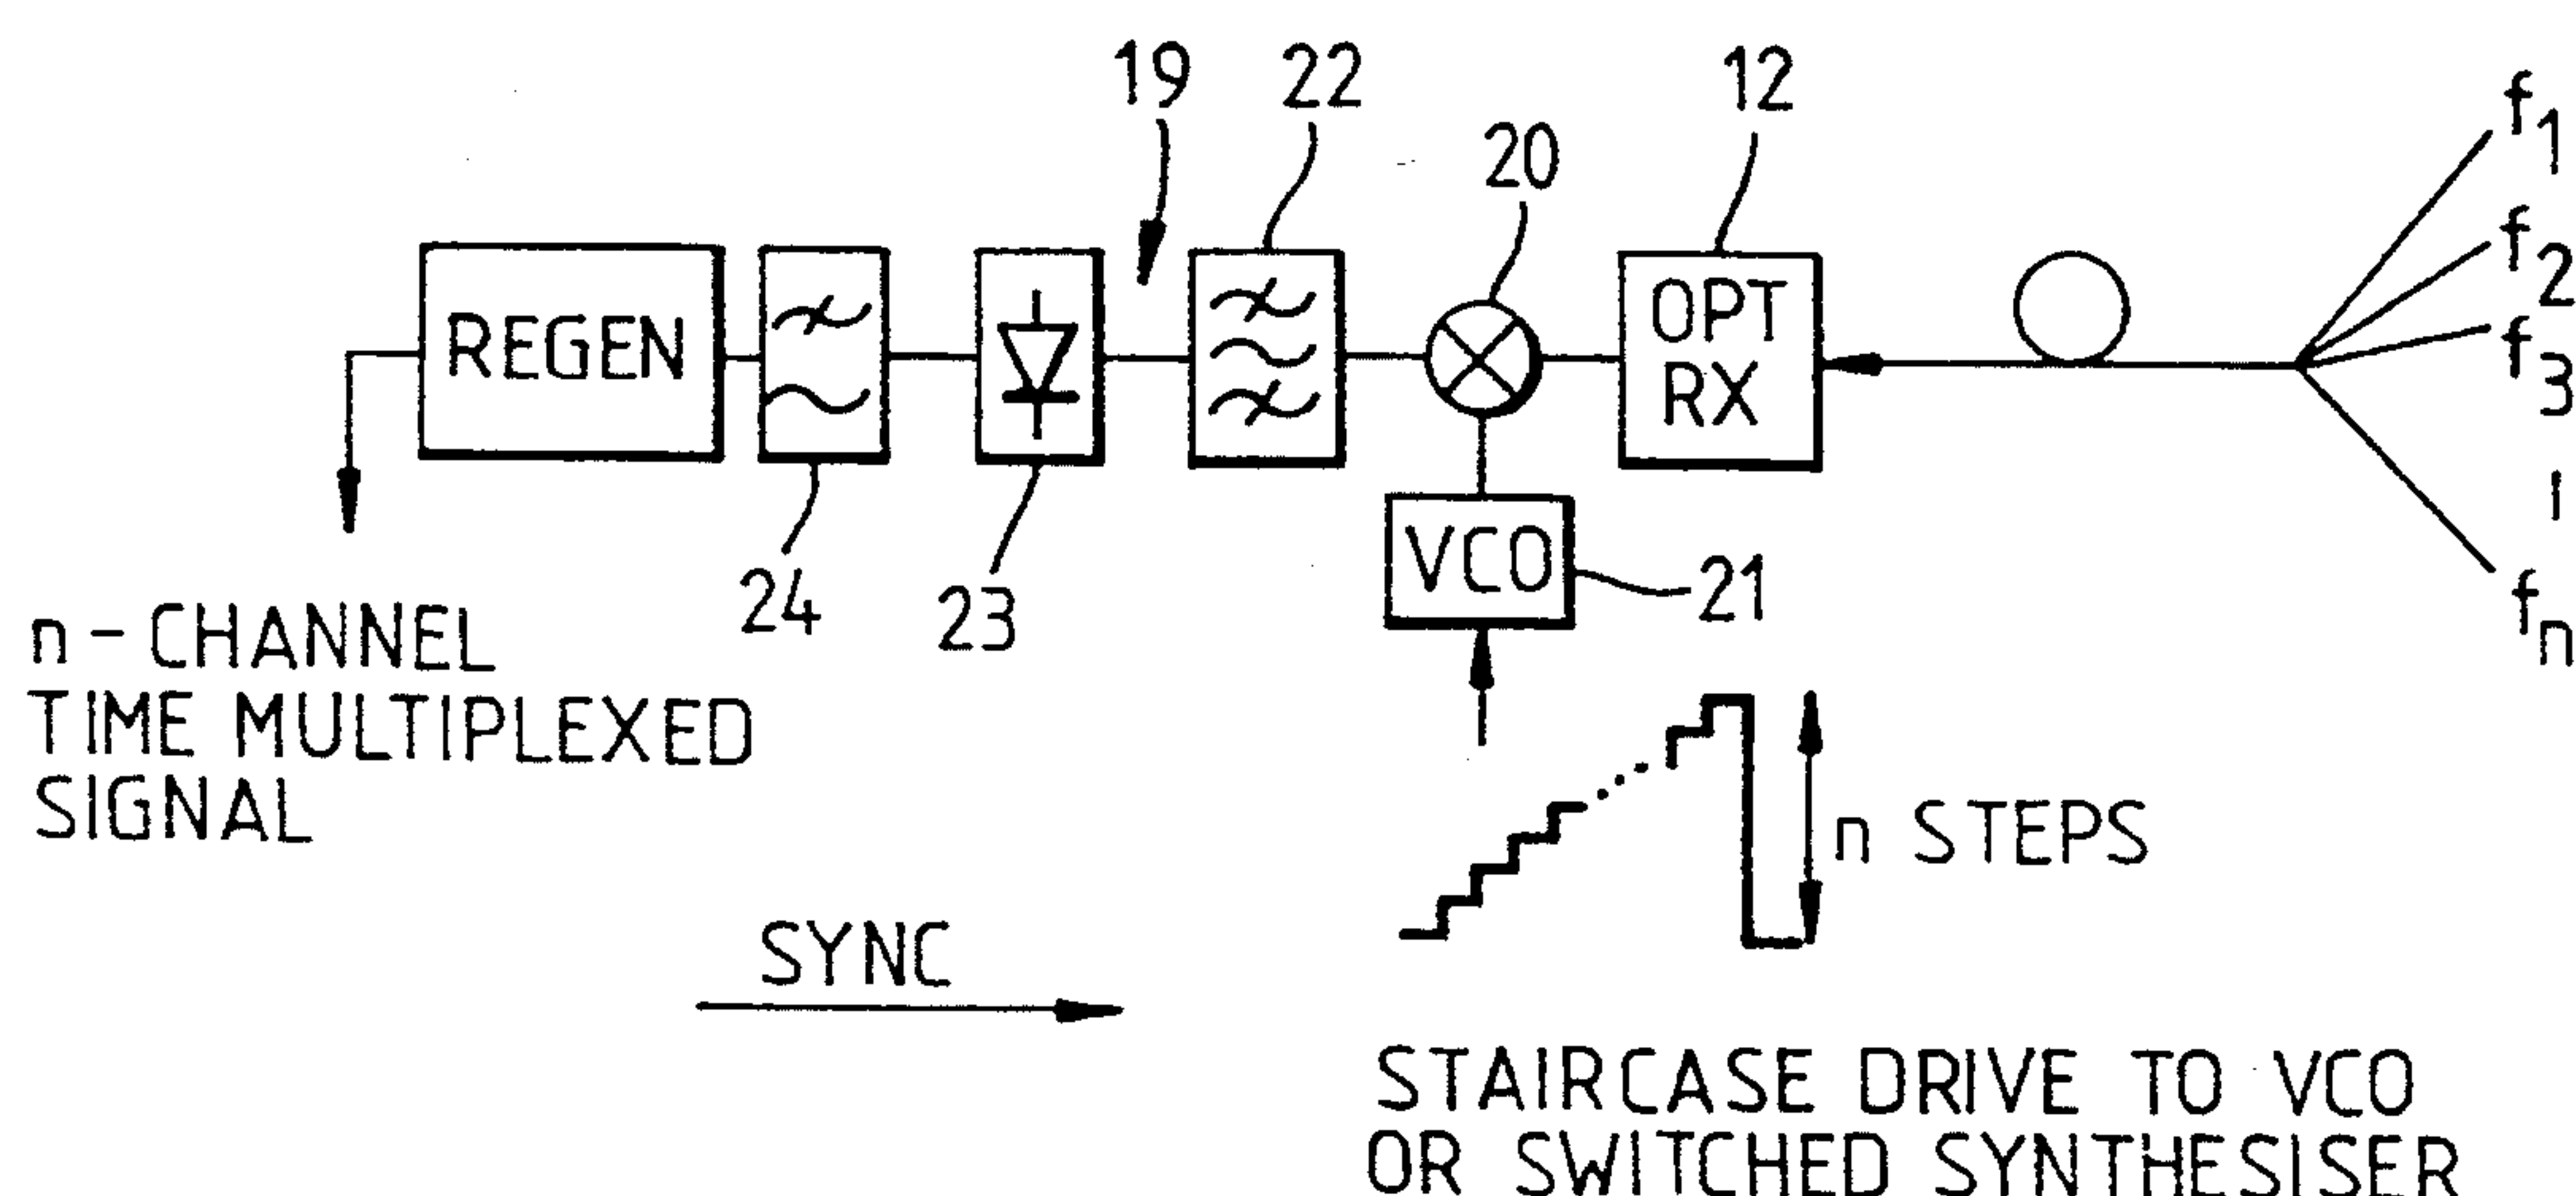 19
22
20
12
f1
f2
f3
fn
REGEN
OPT
RX
VCO
24
23
21
n - CHANNEL
TIME MULTIPLEXED
SIGNAL
n STEPS
SYNC
STAIRCASE DRIVE TO VCO
OR SWITCHED SYNTHESISER